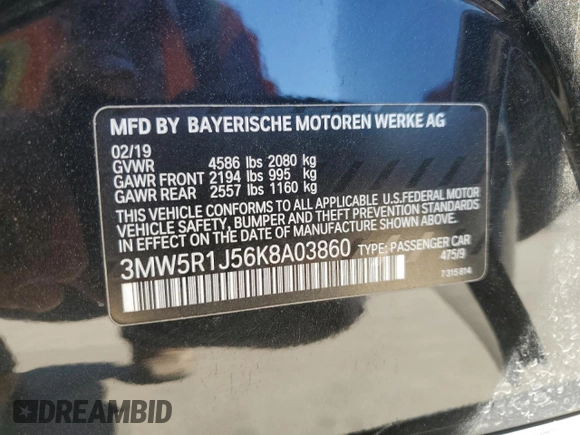 MFD BY BAYERISCHE MOTOREN WERKE AG
02/19
GVWR 4586 lbs 2080 kg
GAWR FRONT 2194 lbs 995 kg
GAWR REAR 2557 lbs 1160 kg
THIS VEHICLE CONFORMS TO ALL APPLICABLE U.S.FEDERAL MOTOR
VEHICLE SAFETY, BUMPER AND THEFT PREVENTION STANDARDS
IN EFFECT ON THE DATE OF MANUFACTURE SHOWN ABOVE.
3MW5R1J56K8A03860 TYPE: PASSENGER CAR
475/9
7315814
DREAMBID